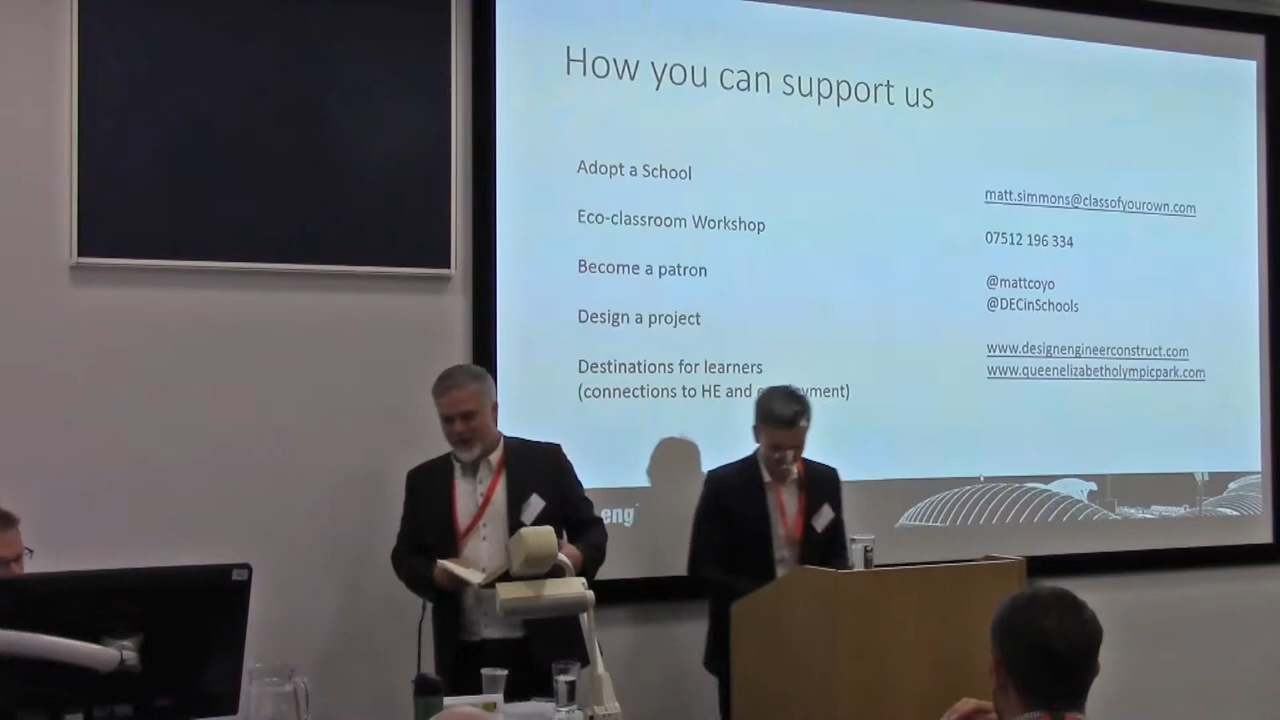 How you can support us
Adopt a School
Eco-classroom Workshop
Become a patron
Design a project
Destinations for learners
(connections to HE and
matt.simmons@classofyourown.com
07512 196 334
@mattcoyo
@DECinSchools
www.designengineerconstruct.com
www.queenelizabetholympicpark.com
eng